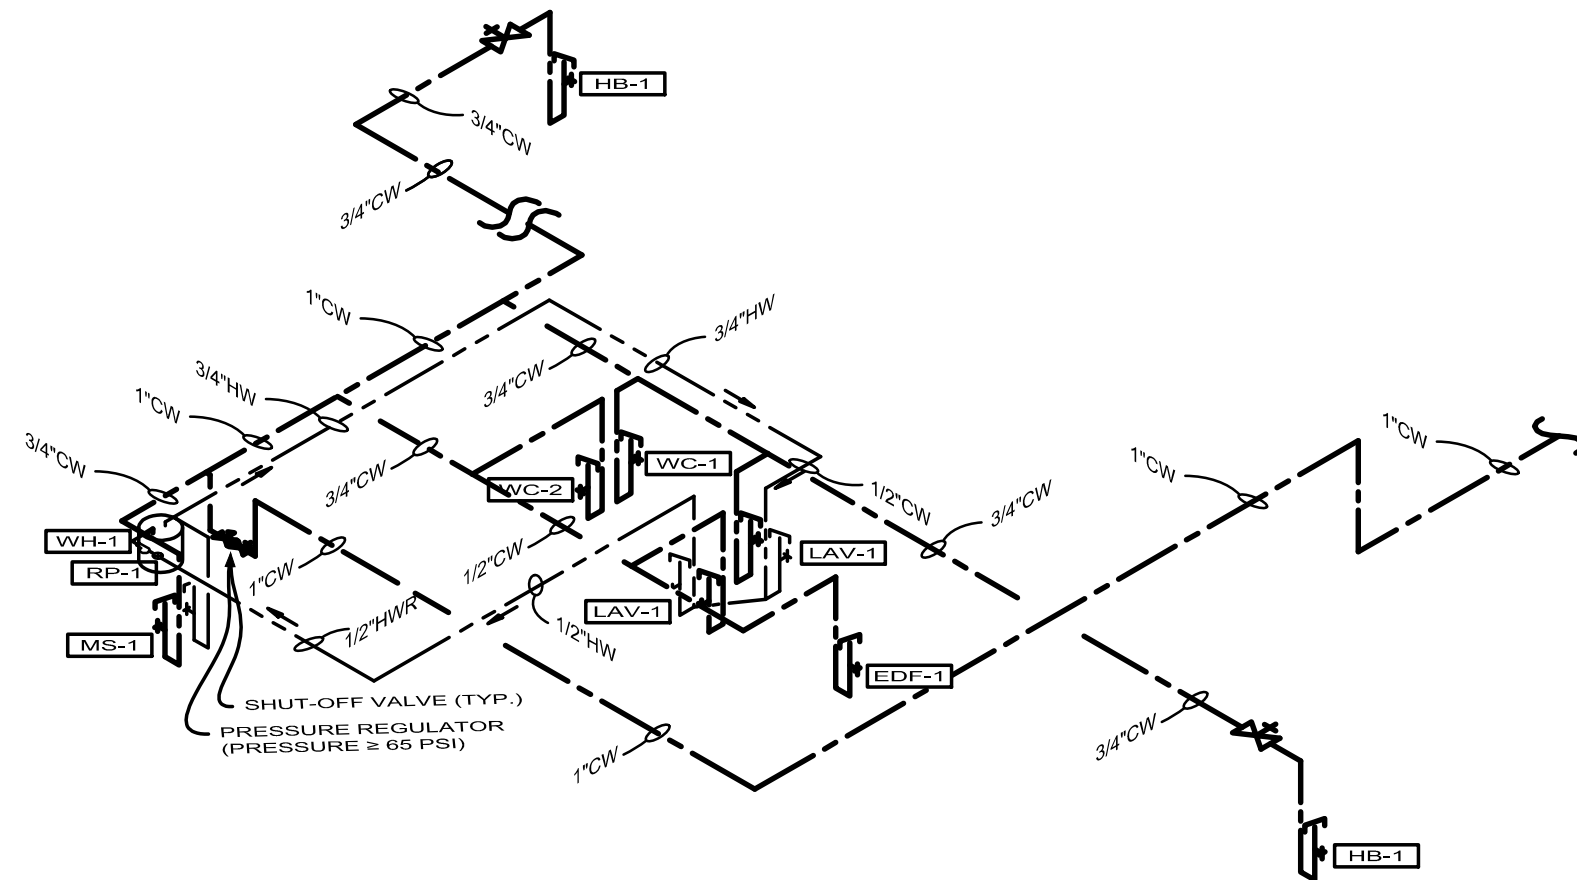 HB-1
3/4"CW
3/4"CW
1"CW
3/4"HW
3/4"HW
3/4"CW
1"CW
3/4"CW
3/4"CW
1"CW
1"CW
WC-1
WC-2
1/2"CW
3/4"CW
WH-1
RP-1
1"CW
1/2"CW
LAV-1
LAV-1
1/2"HWR
1/2"HW
MS-1
EDF-1
SHUT-OFF VALVE (TYP.)
PRESSURE REGULATOR
(PRESSURE ≥ 65 PSI)
1"CW
3/4"CW
HB-1